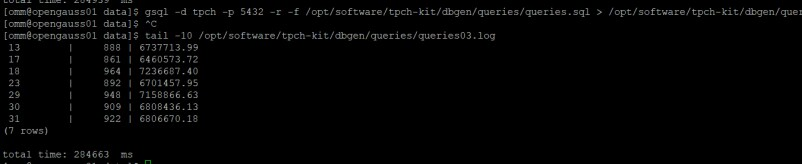 total time: 284959 ms
[omm@opengauss01 data]$ gsql -d tpch -p 5432 -r -f /opt/software/tpch-kit/dbgen/queries/queries.sql > /opt/software/tpch-kit/dbgen/quer
[omm@opengauss01 data]$ ^C
[omm@opengauss01 data]$ tail -10 /opt/software/tpch-kit/dbgen/queries/queries03.log
13 | 888 | 6737713.99
17 | 861 | 6460573.72
18 | 964 | 7236687.40
23 | 892 | 6701457.95
29 | 948 | 7158866.63
30 | 909 | 6808436.13
31 | 922 | 6806670.18
(7 rows)
total time: 284663 ms